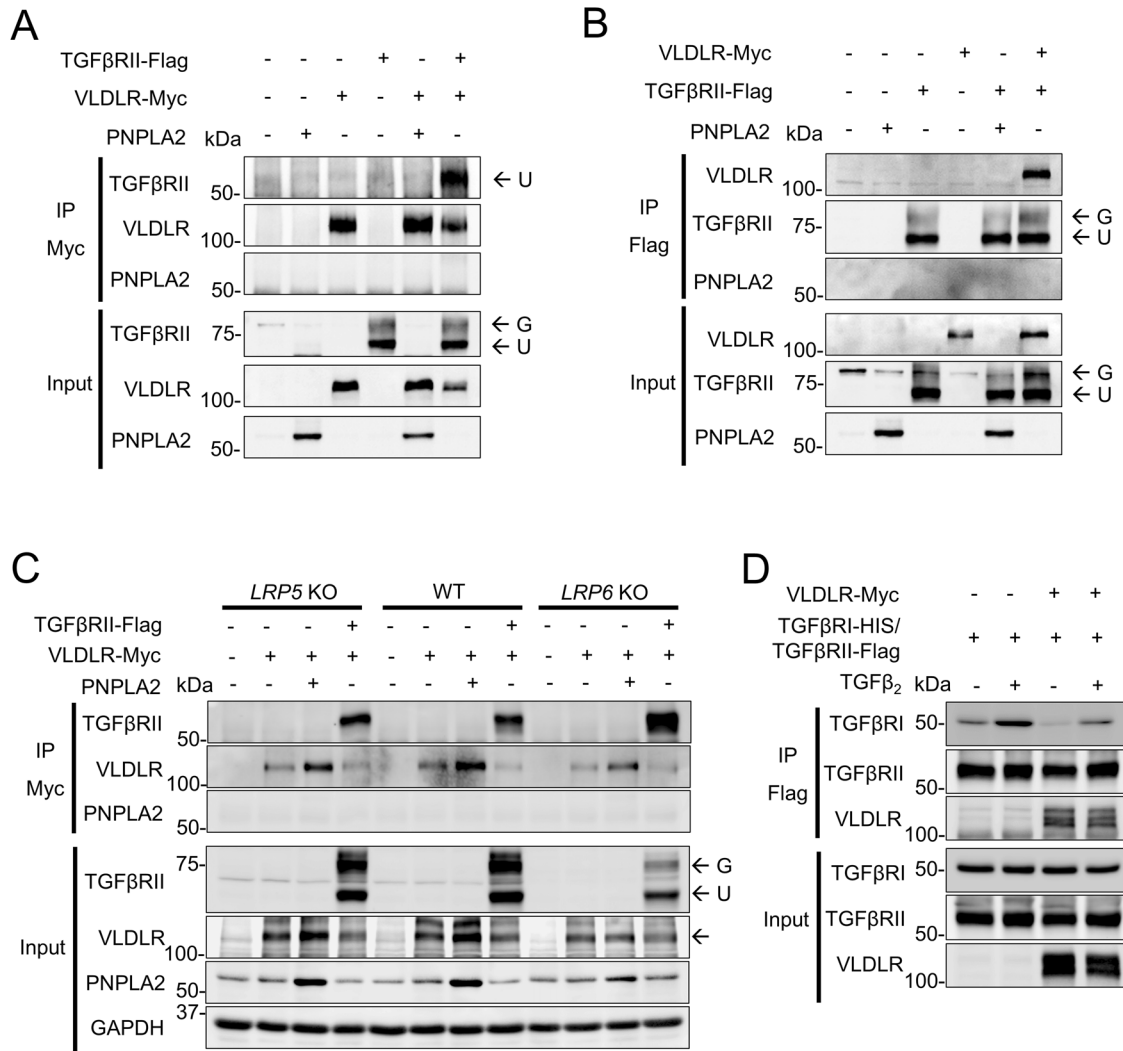 A
TGFβRII-Flag - - - + - +
VLDLR-Myc - - + - + +
PNPLA2 - + - - + -
kDa
IP
Myc
TGFβRII 50- ← U
VLDLR 100-
PNPLA2 50-
Input
TGFβRII 75- ← G
← U
VLDLR 100-
PNPLA2 50-
B
VLDLR-Myc - - - + - +
TGFβRII-Flag - - + - + +
PNPLA2 - + - - + -
kDa
IP
Flag
VLDLR 100-
TGFβRII 75- ← G
← U
PNPLA2 50-
Input
VLDLR 100-
TGFβRII 75- ← G
← U
PNPLA2 50-
C
LRP5 KO WT LRP6 KO
TGFβRII-Flag - - - + - - - + - - - +
VLDLR-Myc - + + + - + + + - + + +
PNPLA2 kDa - - + - - - + - - - + -
IP
Myc
TGFβRII 50-
VLDLR 100-
PNPLA2 50-
Input
TGFβRII 75- ← G
← U
VLDLR 100- ←
PNPLA2 50-
37-
GAPDH
D
VLDLR-Myc - - + +
TGFβRI-HIS/
TGFβRII-Flag + + + +
TGFβ₂ kDa - + - +
IP
Flag
TGFβRI 50-
TGFβRII 50-
VLDLR 100-
Input
TGFβRI 50-
TGFβRII 50-
VLDLR 100-